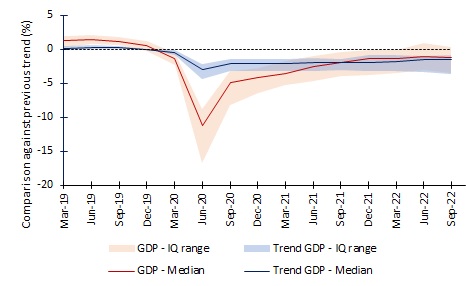 Comparison against previous trend (%)
5
0
-5
-10
-15
-20
Mar-19
Jun-19
Sep-19
Dec-19
Mar-20
Jun-20
Sep-20
Dec-20
Mar-21
Jun-21
Sep-21
Dec-21
Mar-22
Jun-22
Sep-22
GDP - IQ range
Trend GDP - IQ range
GDP - Median
Trend GDP - Median